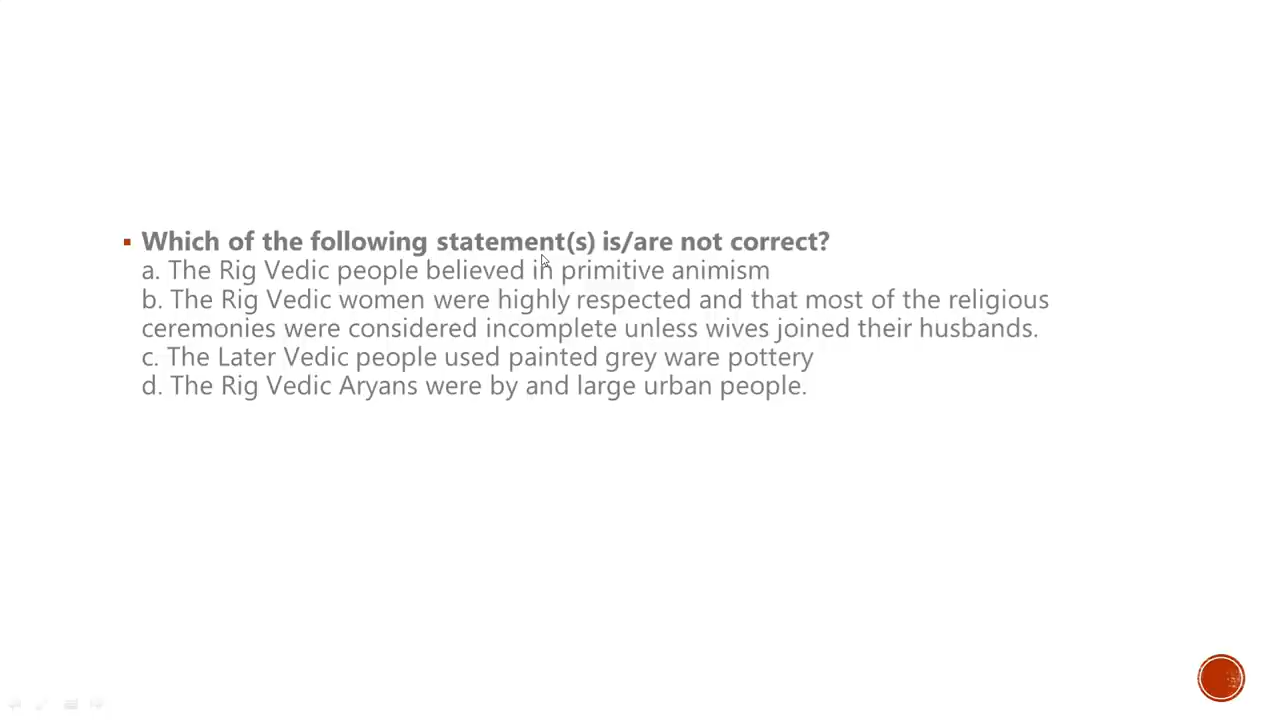 ▪ Which of the following statement(s) is/are not correct?
a. The Rig Vedic people believed in primitive animism
b. The Rig Vedic women were highly respected and that most of the religious
ceremonies were considered incomplete unless wives joined their husbands.
c. The Later Vedic people used painted grey ware pottery
d. The Rig Vedic Aryans were by and large urban people.